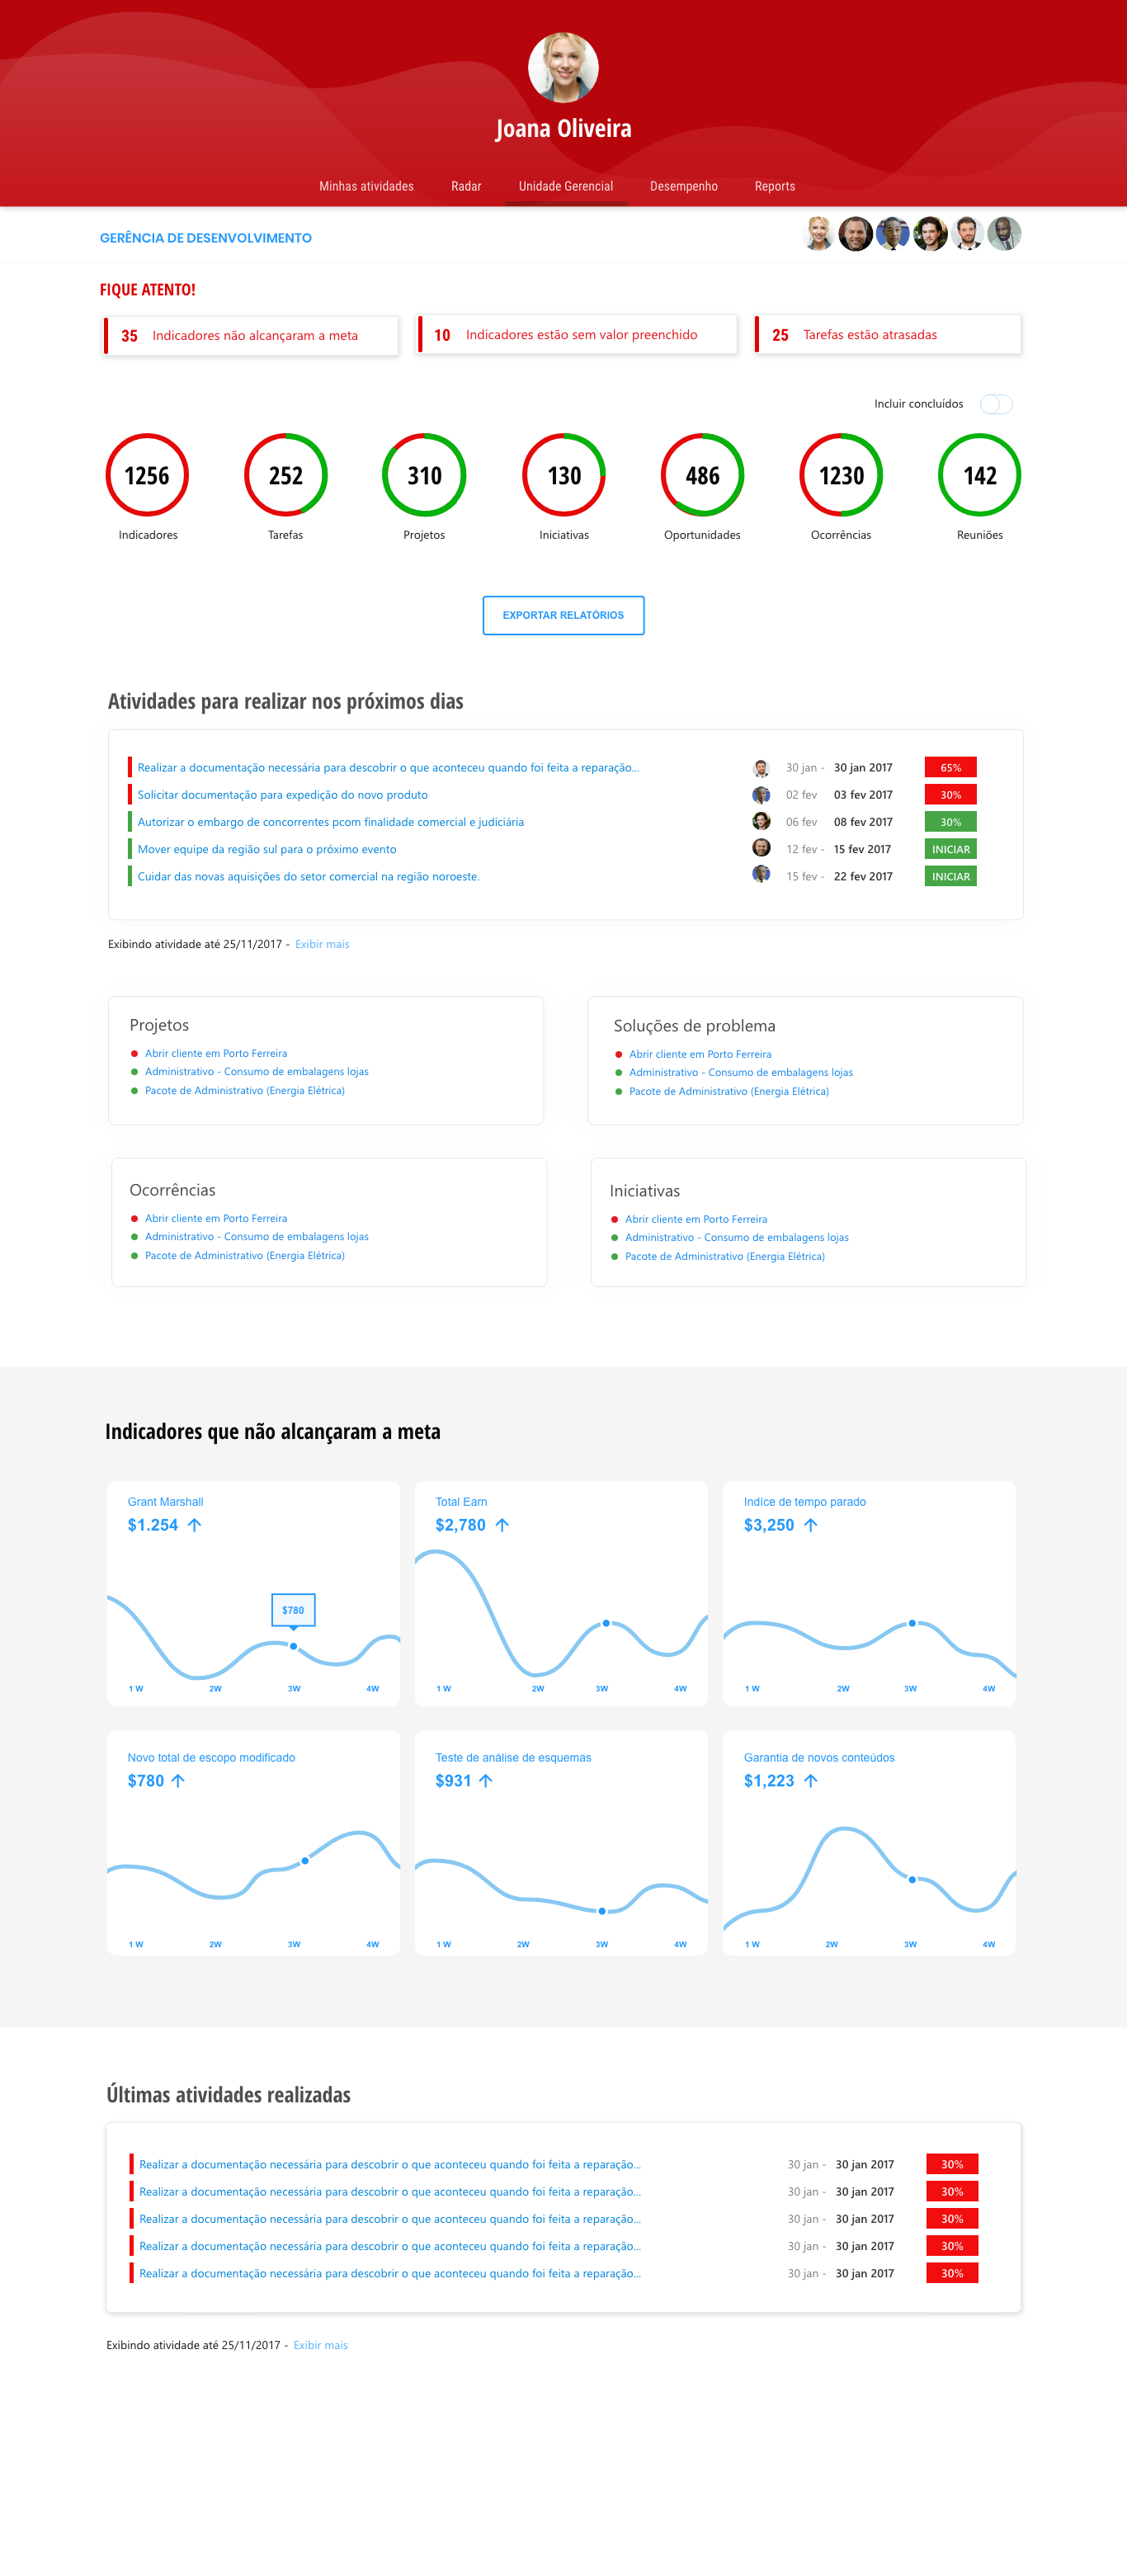 Joana Oliveira
Minhas atividades Radar Unidade Gerencial Desempenho Reports
GERÊNCIA DE DESENVOLVIMENTO
FIQUE ATENTO!
35 Indicadores não alcançaram a meta
10 Indicadores estão sem valor preenchido
25 Tarefas estão atrasadas
Incluir concluídos
1256 252 310 130 486 1230 142
Indicadores Tarefas Projetos Iniciativas Oportunidades Ocorrências Reuniões
EXPORTAR RELATÓRIOS
Atividades para realizar nos próximos dias
Realizar a documentação necessária para descobrir o que aconteceu quando foi feita a reparação... 30 jan - 30 jan 2017 65%
Solicitar documentação para expedição do novo produto 02 fev 03 fev 2017 30%
Autorizar o embargo de concorrentes pcom finalidade comercial e judiciária 06 fev 08 fev 2017 30%
Mover equipe da região sul para o próximo evento 12 fev - 15 fev 2017 INICIAR
Cuidar das novas aquisições do setor comercial na região noroeste. 15 fev - 22 fev 2017 INICIAR
Exibindo atividade até 25/11/2017 - Exibir mais
Projetos
Abrir cliente em Porto Ferreira
Administrativo - Consumo de embalagens lojas
Pacote de Administrativo (Energia Elétrica)
Soluções de problema
Abrir cliente em Porto Ferreira
Administrativo - Consumo de embalagens lojas
Pacote de Administrativo (Energia Elétrica)
Ocorrências
Abrir cliente em Porto Ferreira
Administrativo - Consumo de embalagens lojas
Pacote de Administrativo (Energia Elétrica)
Iniciativas
Abrir cliente em Porto Ferreira
Administrativo - Consumo de embalagens lojas
Pacote de Administrativo (Energia Elétrica)
Indicadores que não alcançaram a meta
Grant Marshall
$1.254
$780
1 W 2W 3W 4W
Total Earn
$2,780
1 W 2W 3W 4W
Indíce de tempo parado
$3,250
1 W 2W 3W 4W
Novo total de escopo modificado
$780
1 W 2W 3W 4W
Teste de análise de esquemas
$931
1 W 2W 3W 4W
Garantia de novos conteúdos
$1,223
1 W 2W 3W 4W
Últimas atividades realizadas
Realizar a documentação necessária para descobrir o que aconteceu quando foi feita a reparação... 30 jan - 30 jan 2017 30%
Realizar a documentação necessária para descobrir o que aconteceu quando foi feita a reparação... 30 jan - 30 jan 2017 30%
Realizar a documentação necessária para descobrir o que aconteceu quando foi feita a reparação... 30 jan - 30 jan 2017 30%
Realizar a documentação necessária para descobrir o que aconteceu quando foi feita a reparação... 30 jan - 30 jan 2017 30%
Realizar a documentação necessária para descobrir o que aconteceu quando foi feita a reparação... 30 jan - 30 jan 2017 30%
Exibindo atividade até 25/11/2017 - Exibir mais